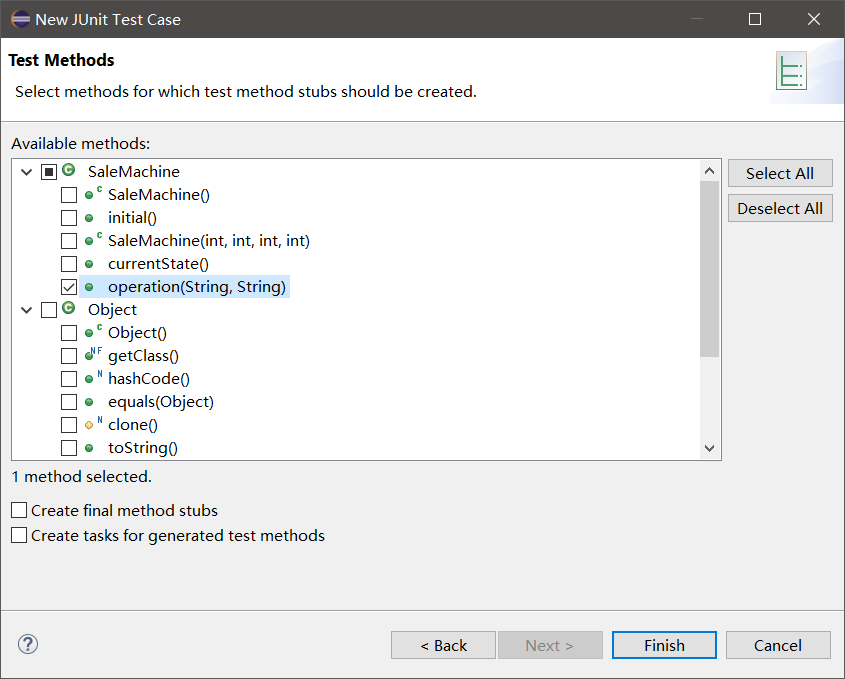 New JUnit Test Case
Test Methods
Select methods for which test method stubs should be created.
Available methods:
SaleMachine
C SaleMachine()
initial()
C SaleMachine(int, int, int, int)
currentState()
operation(String, String)
Object
C Object()
NF getClass()
N hashCode()
equals(Object)
N clone()
toString()
Select All
Deselect All
1 method selected.
Create final method stubs
Create tasks for generated test methods
?
< Back
Next >
Finish
Cancel